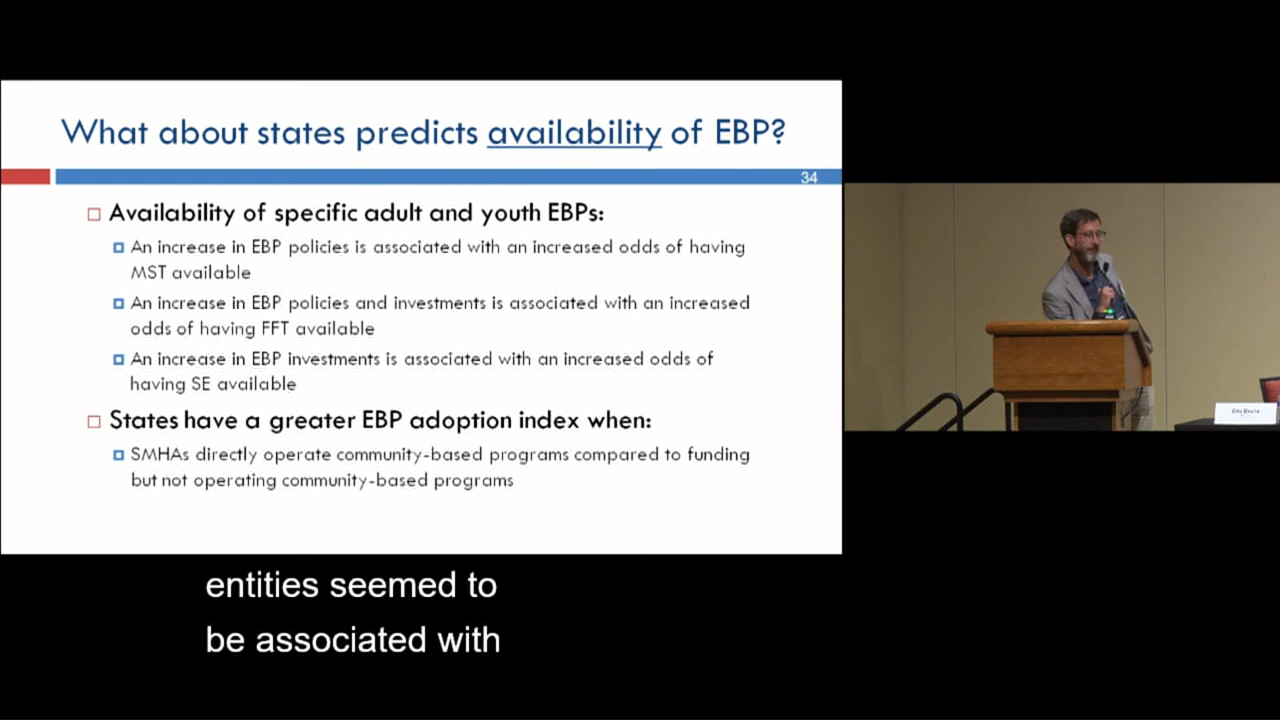 What about states predicts availability of EBP?
34
Availability of specific adult and youth EBPs:
An increase in EBP policies is associated with an increased odds of having
MST available
An increase in EBP policies and investments is associated with an increased
odds of having FFT available
An increase in EBP investments is associated with an increased odds of
having SE available
States have a greater EBP adoption index when:
SMHAs directly operate community-based programs compared to funding
but not operating community-based programs
entities seemed to
be associated with